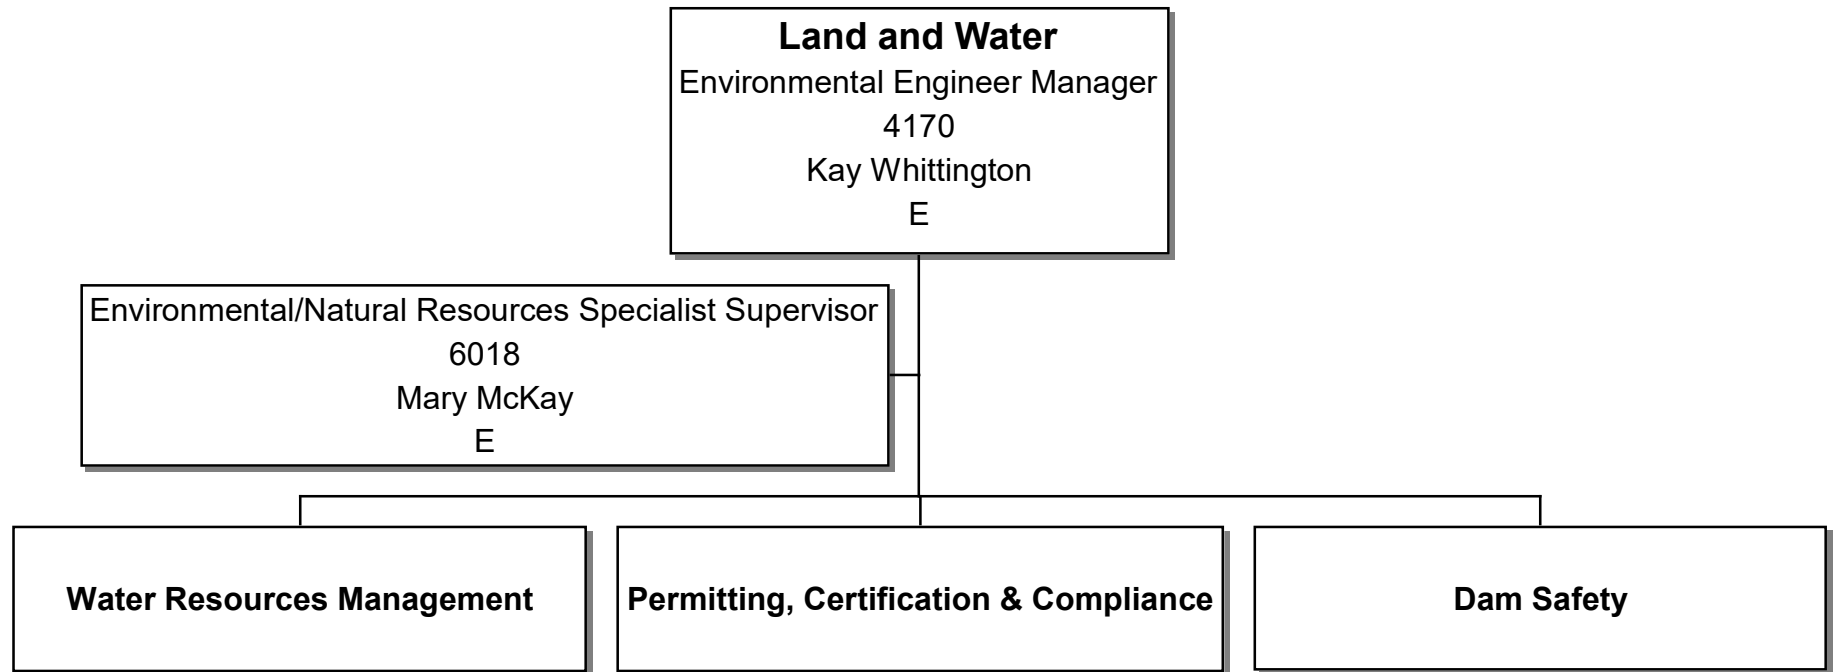 Land and Water
Environmental Engineer Manager
4170
Kay Whittington
E
Environmental/Natural Resources Specialist Supervisor
6018
Mary McKay
E
Water Resources Management
Permitting, Certification & Compliance
Dam Safety